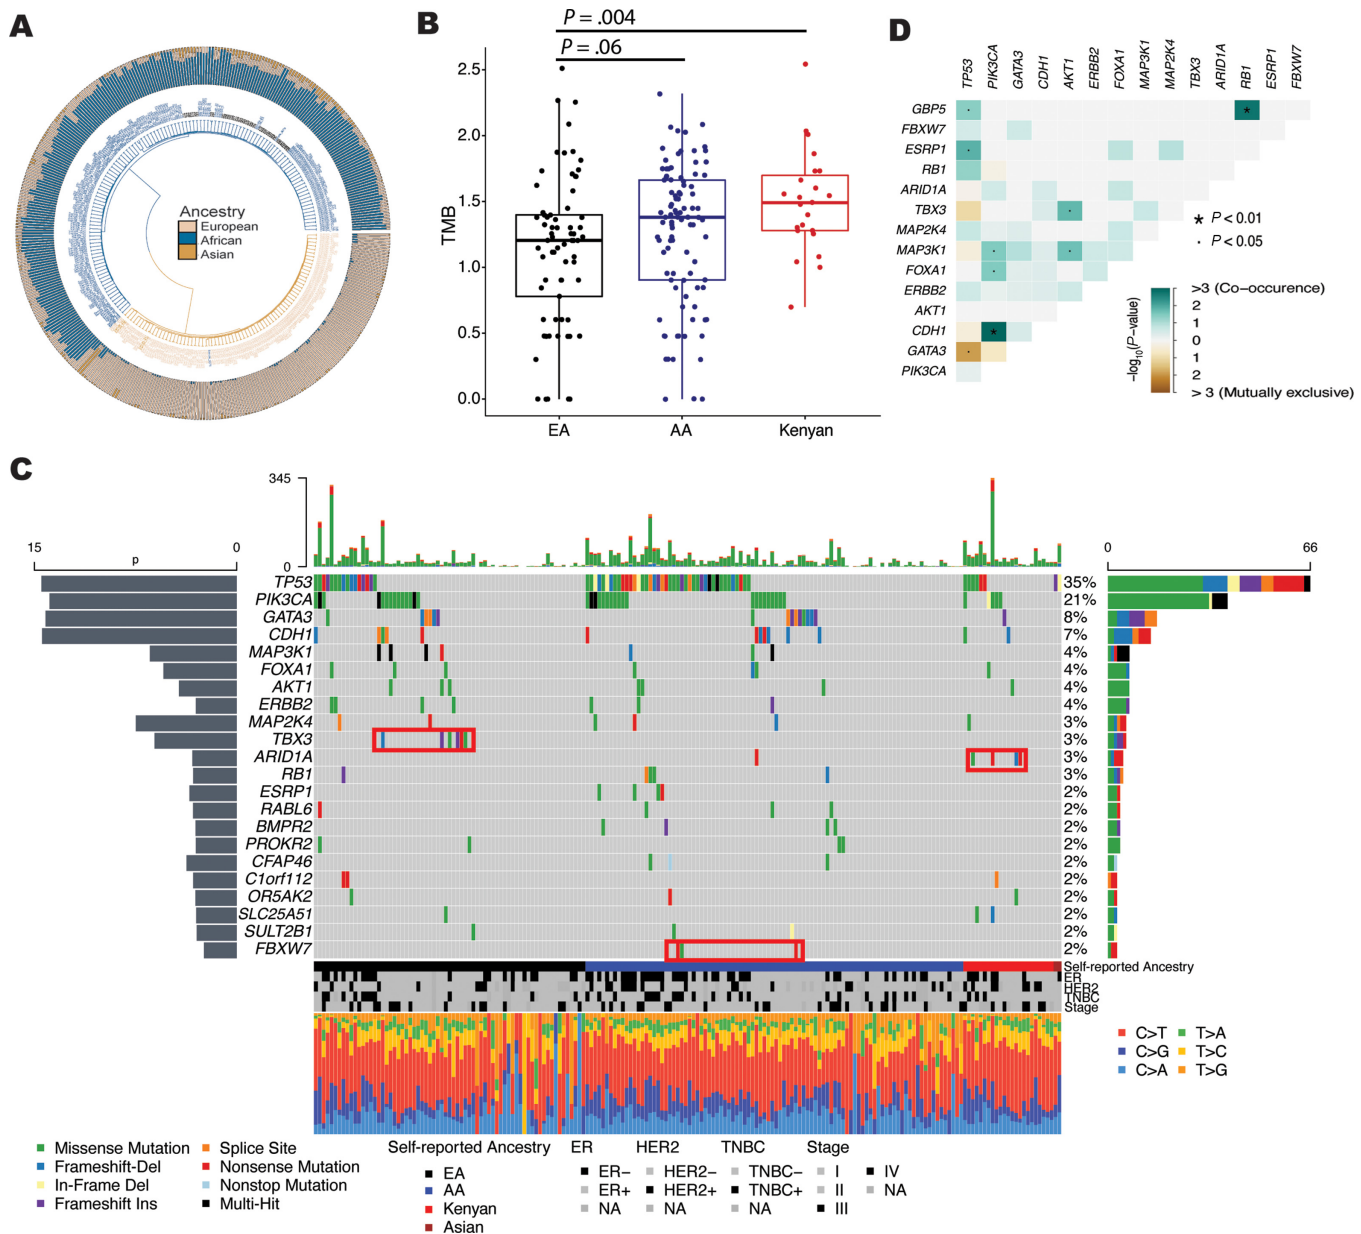 A
Ancestry
European
African
Asian
B
P = .004
P = .06
TMB
2.5
2.0
1.5
1.0
0.5
0.0
EA
AA
Kenyan
D
TP53
PIK3CA
GATA3
CDH1
AKT1
ERBB2
FOXA1
MAP3K1
MAP2K4
TBX3
ARID1A
RB1
ESRP1
FBXW7
GBP5
FBXW7
ESRP1
RB1
ARID1A
TBX3
MAP2K4
MAP3K1
FOXA1
ERBB2
AKT1
CDH1
GATA3
PIK3CA
* P < 0.01
· P < 0.05
>3 (Co-occurence)
2
1
0
1
2
> 3 (Mutually exclusive)
−log10(P−value)
C
345
0
15
p
0
0
66
TP53 35%
PIK3CA 21%
GATA3 8%
CDH1 7%
MAP3K1 4%
FOXA1 4%
AKT1 4%
ERBB2 4%
MAP2K4 3%
TBX3 3%
ARID1A 3%
RB1 3%
ESRP1 2%
RABL6 2%
BMPR2 2%
PROKR2 2%
CFAP46 2%
C1orf112 2%
OR5AK2 2%
SLC25A51 2%
SULT2B1 2%
FBXW7 2%
Self-reported Ancestry
ER
HER2
TNBC
Stage
C>T T>A
C>G T>C
C>A T>G
Missense Mutation Splice Site
Frameshift-Del Nonsense Mutation
In-Frame Del Nonstop Mutation
Frameshift Ins Multi-Hit
Self-reported Ancestry ER HER2 TNBC Stage
EA
AA
Kenyan
Asian
ER−
ER+
NA
HER2−
HER2+
NA
TNBC−
TNBC+
NA
I IV
II NA
III